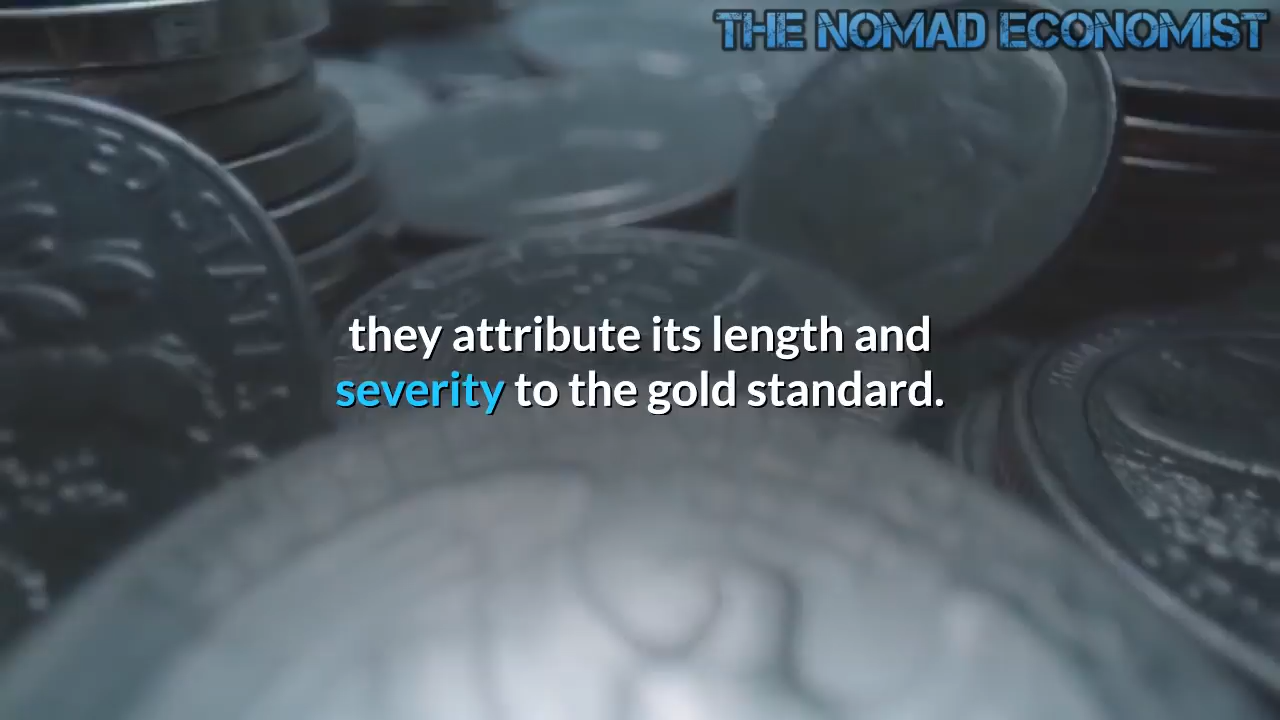 THE NOMAD ECONOMIST
they attribute its length and
severity to the gold standard.